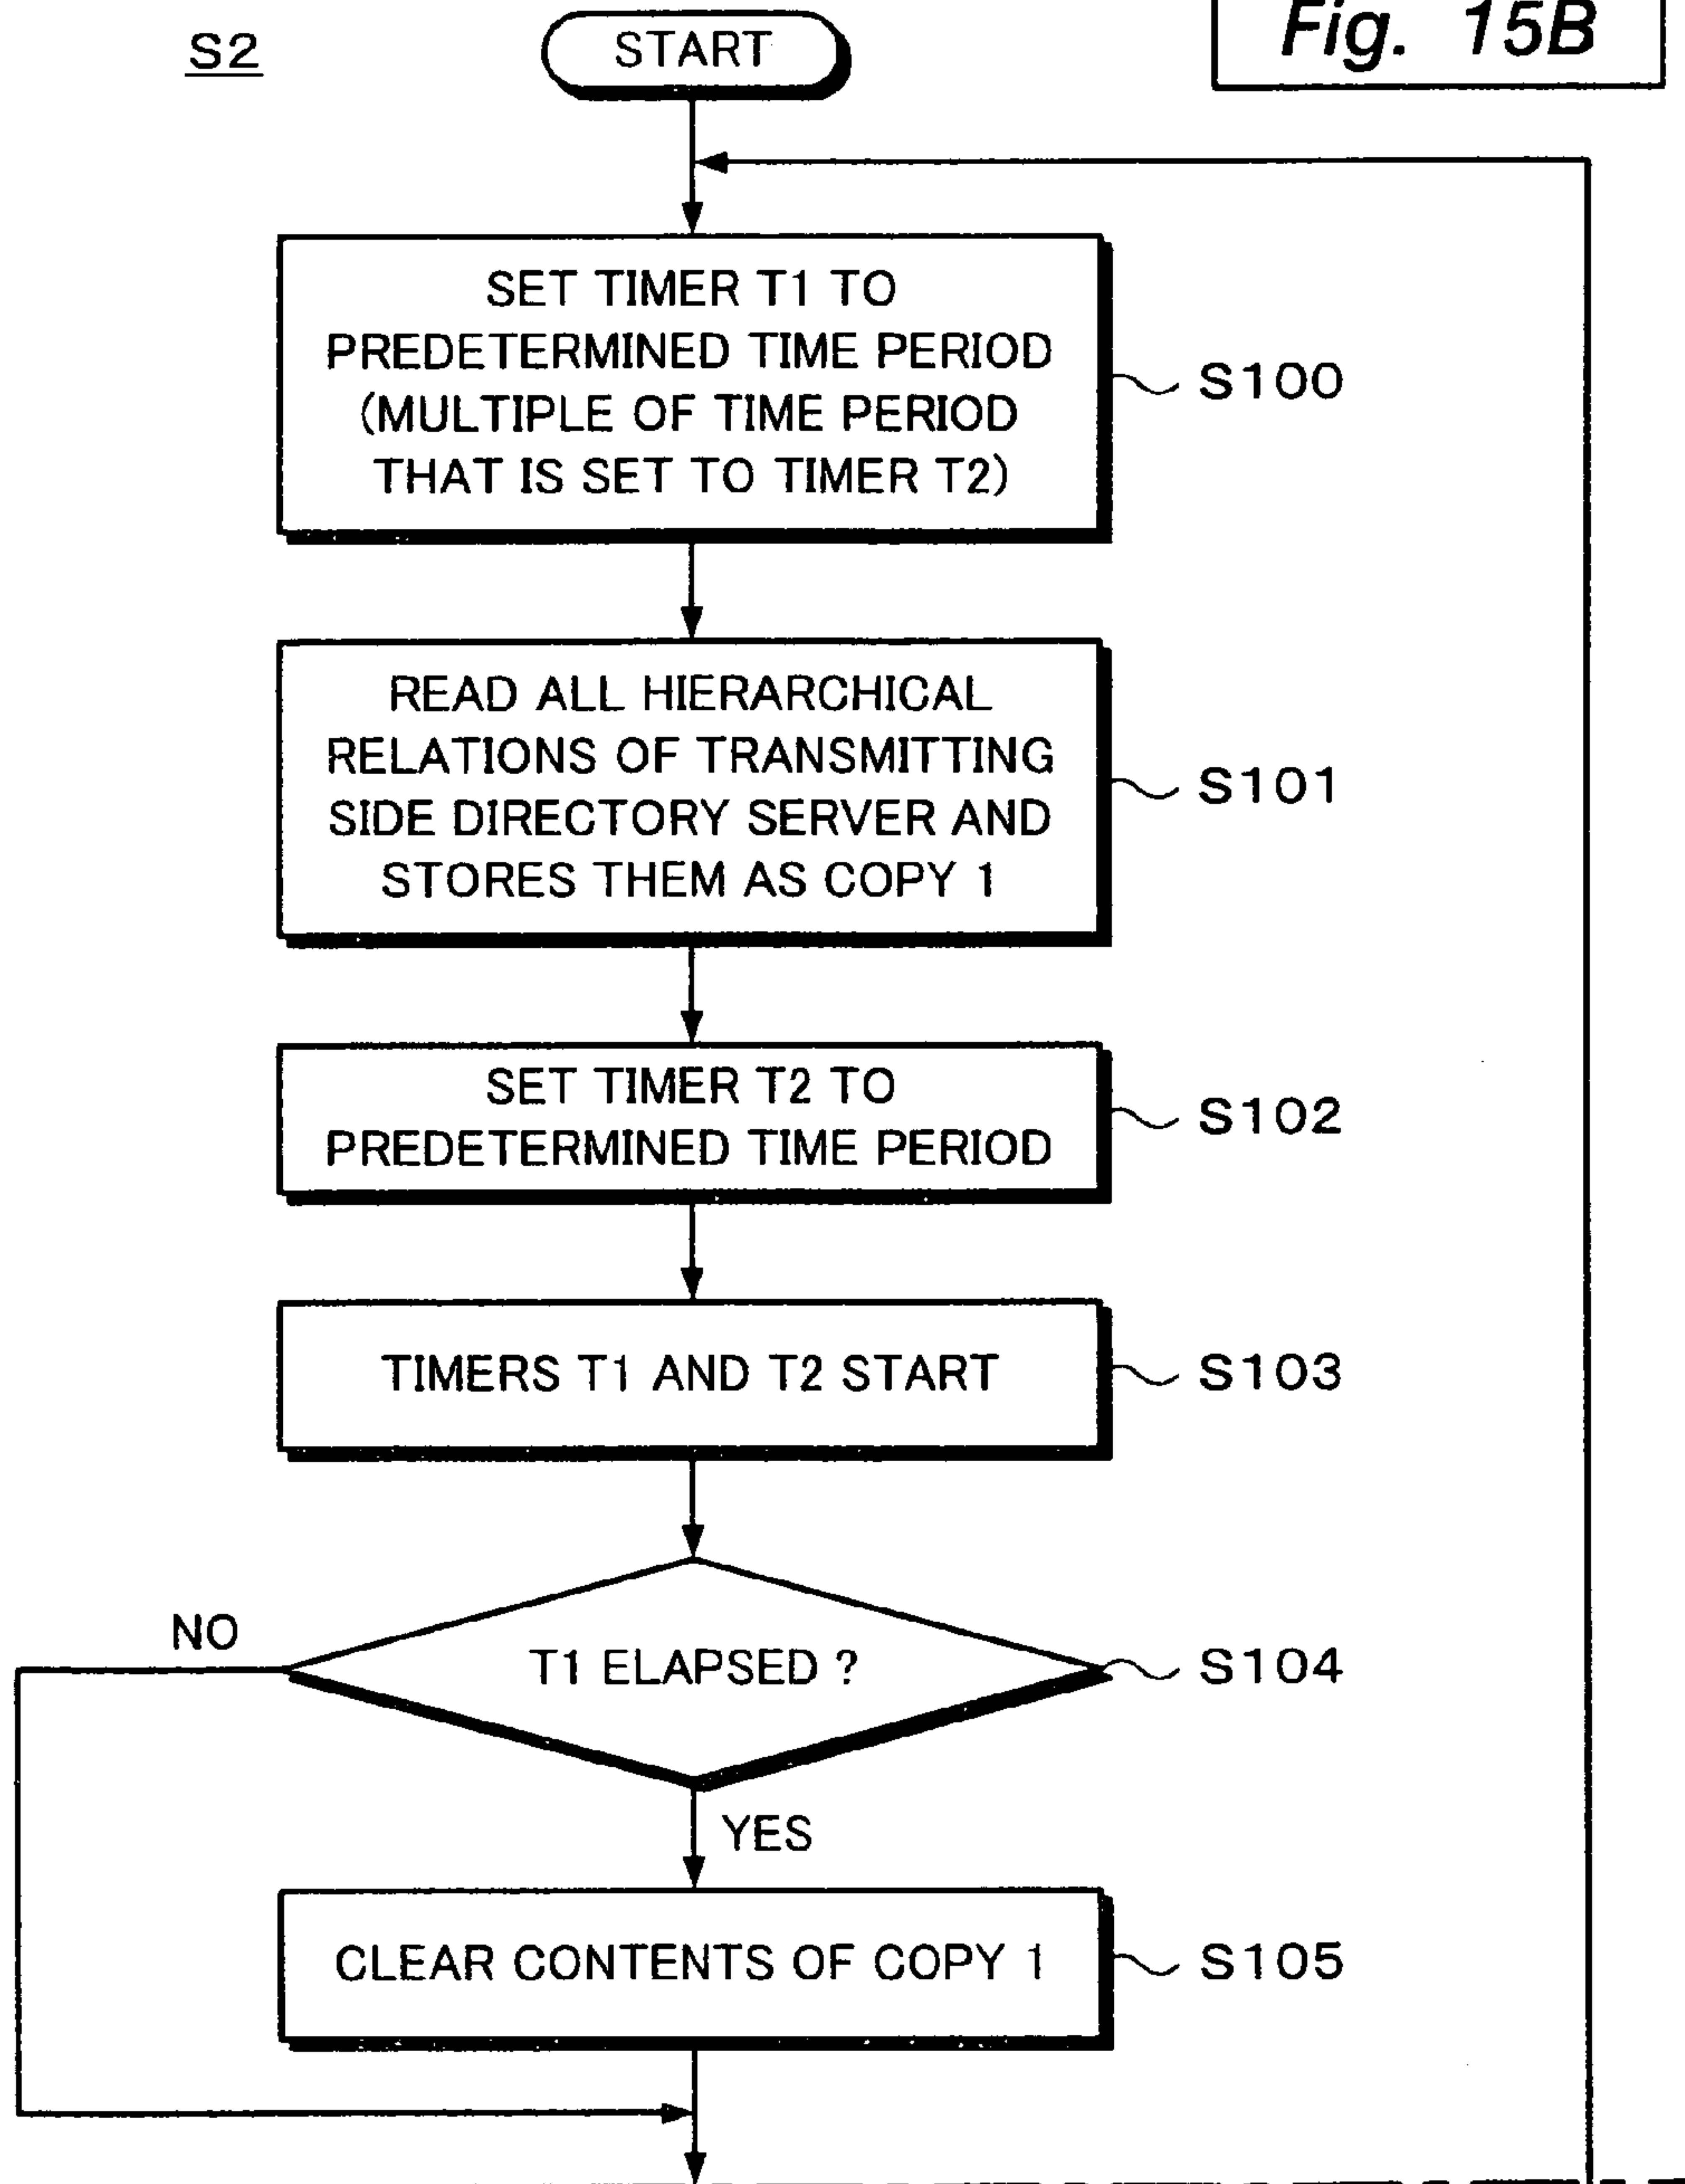 S2
START
Fig. 15B
SET TIMER T1 TO
PREDETERMINED TIME PERIOD
(MULTIPLE OF TIME PERIOD
THAT IS SET TO TIMER T2)
S100
READ ALL HIERARCHICAL
RELATIONS OF TRANSMITTING
SIDE DIRECTORY SERVER AND
STORES THEM AS COPY 1
S101
SET TIMER T2 TO
PREDETERMINED TIME PERIOD
S102
TIMERS T1 AND T2 START
S103
NO
T1 ELAPSED ?
S104
YES
CLEAR CONTENTS OF COPY 1
S105